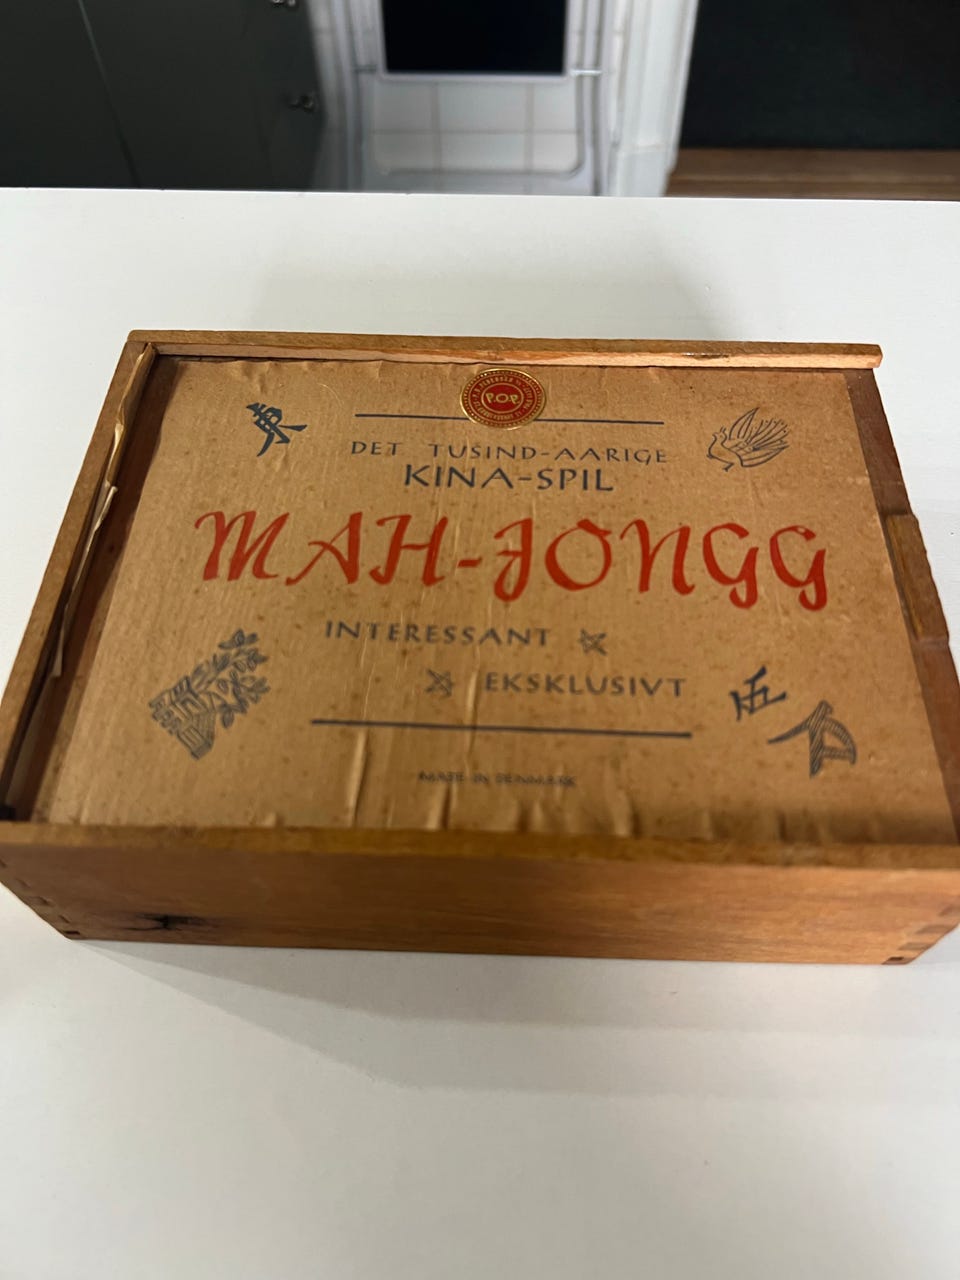 P.O.P.
東
DET TUSIND-AARIGE
KINA-SPIL
MAH-JONGG
INTERESSANT
EKSKLUSIVT
伍
MADE IN DENMARK